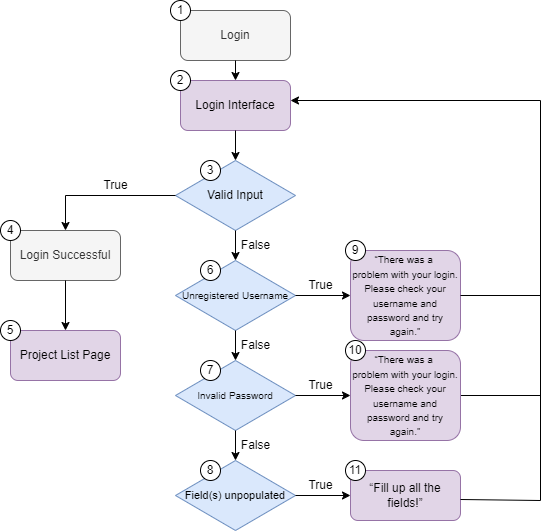 1
Login
2
Login Interface
3
Valid Input
True
False
4
Login Successful
5
Project List Page
6
Unregistered Username
True
False
9
“There was a
problem with your login.
Please check your
username and
password and try
again.”
7
Invalid Password
True
False
10
“There was a
problem with your login.
Please check your
username and
password and try
again.”
8
Field(s) unpopulated
True
11
“Fill up all the
fields!”